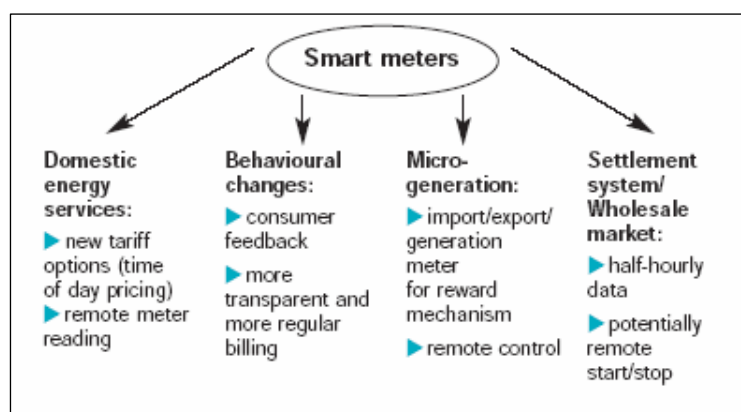 Smart meters
Domestic
energy
services:
▶ new tariff
options (time
of day pricing)
▶ remote meter
reading
Behavioural
changes:
▶ consumer
feedback
▶ more
transparent and
more regular
billing
Micro-
generation:
▶ import/export/
generation
meter
for reward
mechanism
▶ remote control
Settlement
system/
Wholesale
market:
▶ half-hourly
data
▶ potentially
remote
start/stop